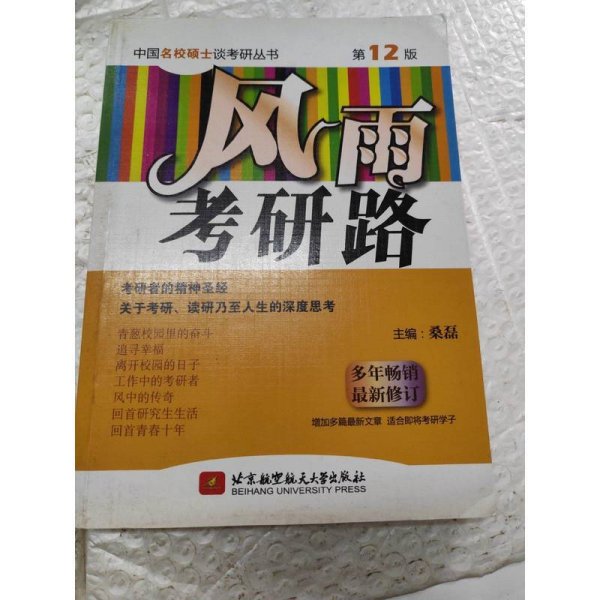 中国名校硕士谈考研丛书
第12版
风雨
考研路
考研者的精神圣经
关于考研、读研乃至人生的深度思考
主编：桑磊
青葱校园里的奋斗
追寻幸福
离开校园的日子
工作中的考研者
风中的传奇
回首研究生生活
回首青春十年
多年畅销
最新修订
增加多篇最新文章 适合即将考研学子
北京航空航天大学出版社
BEIHANG UNIVERSITY PRESS